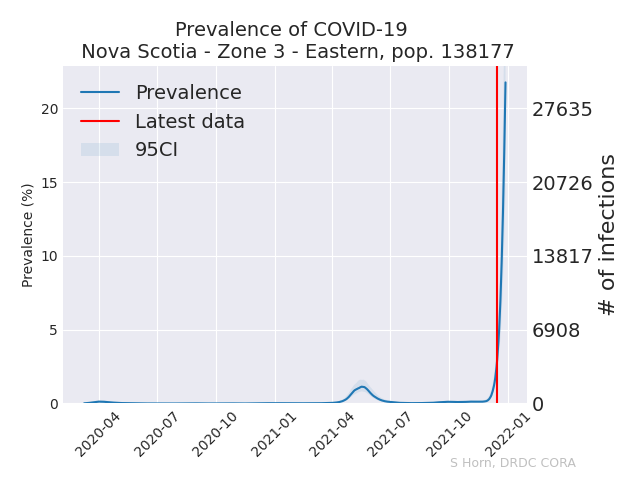 Prevalence of COVID-19
Nova Scotia - Zone 3 - Eastern, pop. 138177
Prevalence
Latest data
95CI
Prevalence (%)
20
15
10
5
0
27635
20726
13817
6908
0
# of infections
2020-04
2020-07
2020-10
2021-01
2021-04
2021-07
2021-10
2022-01
S Horn, DRDC CORA